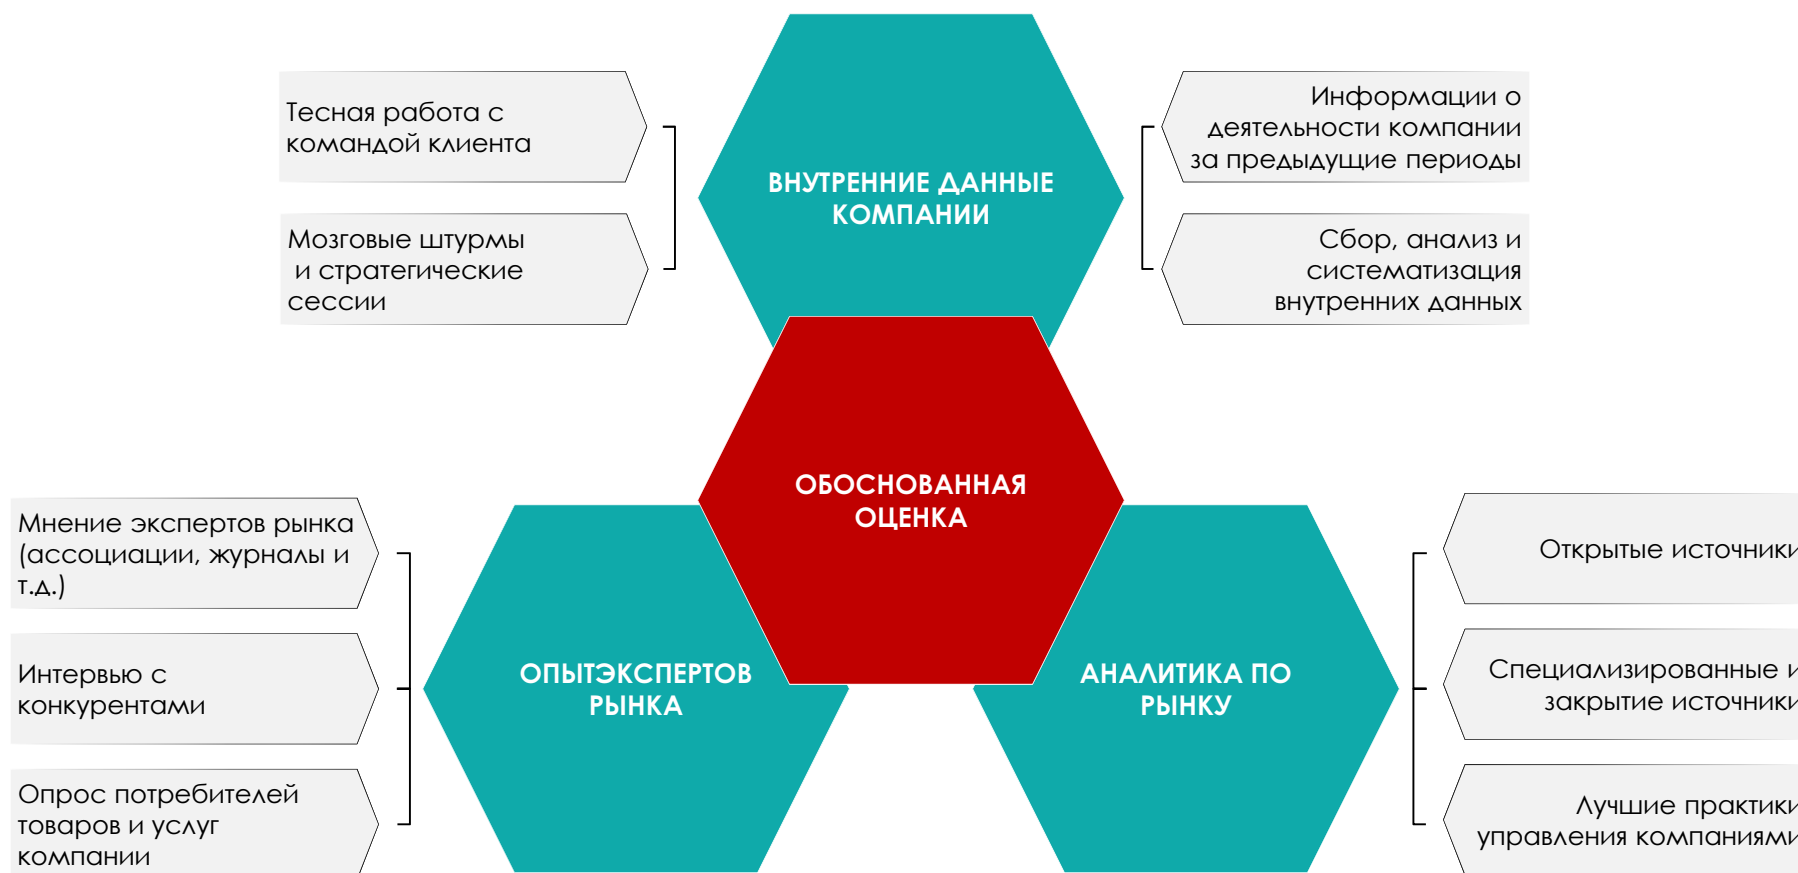 Тесная работа с
командой клиента
Мозговые штурмы
и стратегические
сессии
ВНУТРЕННИЕ ДАННЫЕ
КОМПАНИИ
Информации о
деятельности компании
за предыдущие периоды
Сбор, анализ и
систематизация
внутренних данных
ОБОСНОВАННАЯ
ОЦЕНКА
Мнение экспертов рынка
(ассоциации, журналы и
т.д.)
Интервью с
конкурентами
Опрос потребителей
товаров и услуг
компании
ОПЫТЭКСПЕРТОВ
РЫНКА
АНАЛИТИКА ПО
РЫНКУ
Открытые источники
Специализированные и
закрытие источники
Лучшие практики
управления компаниями